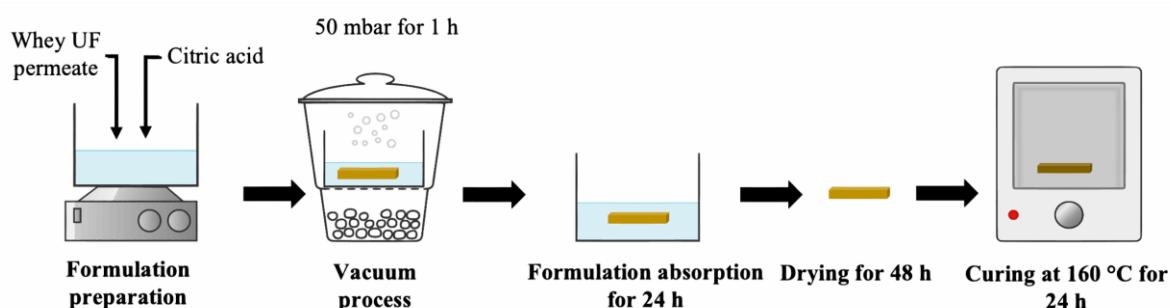 Whey UF
permeate
Citric acid
50 mbar for 1 h
Formulation
preparation
Vacuum
process
Formulation absorption
for 24 h
Drying for 48 h
Curing at 160 °C for
24 h